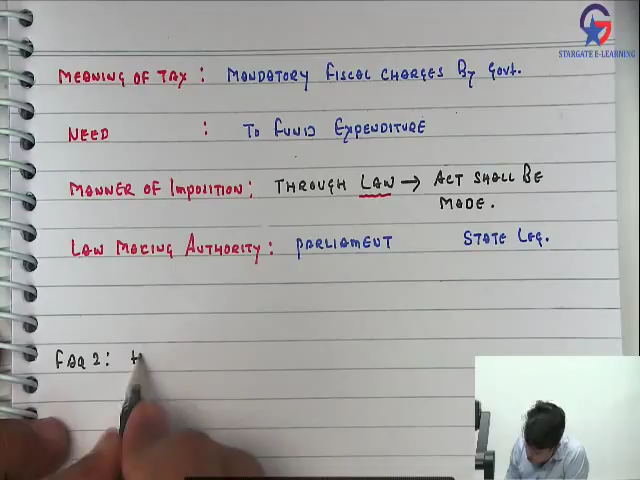 STARGATE E-LEARNING
MEANING OF TAX : MANDATORY FISCAL CHARGES BY GOVT.
NEED : TO FUND EXPENDITURE
MANNER OF IMPOSITION : THROUGH LAW → ACT SHALL BE
MADE.
LAW MAKING AUTHORITY : PARLIAMENT STATE LEG.
FAQ 2 :